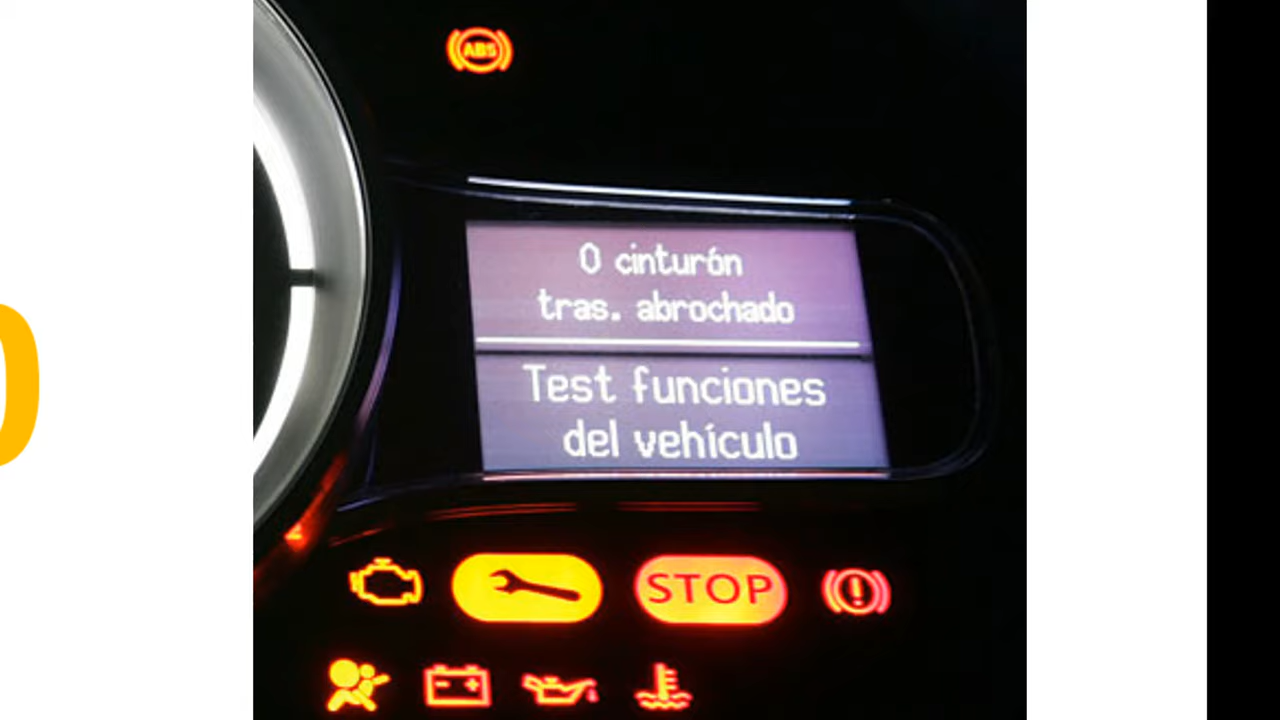 ABS
0 cinturón
tras. abrochado
Test funciones
del vehículo
STOP